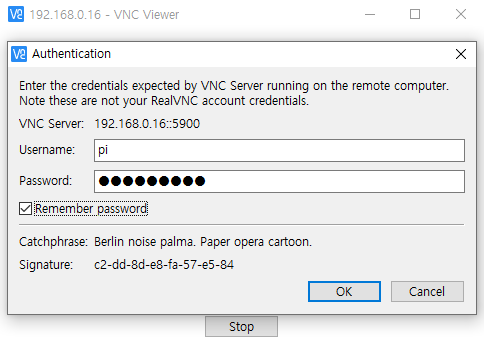 192.168.0.16 - VNC Viewer
Authentication
Enter the credentials expected by VNC Server running on the remote computer.
Note these are not your RealVNC account credentials.
VNC Server: 192.168.0.16::5900
Username: pi
Password: ●●●●●●●●●
Remember password
Catchphrase: Berlin noise palma. Paper opera cartoon.
Signature: c2-dd-8d-e8-fa-57-e5-84
OK Cancel
Stop